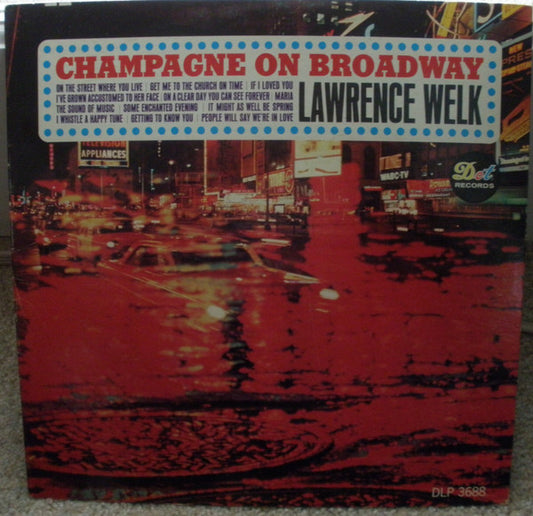 CHAMPAGNE ON BROADWAY
ON THE STREET WHERE YOU LIVE | GET ME TO THE CHURCH ON TIME | IF I LOVED YOU
I'VE GROWN ACCUSTOMED TO HER FACE | ON A CLEAR DAY YOU CAN SEE FOREVER | MARIA
THE SOUND OF MUSIC | SOME ENCHANTED EVENING | IT MIGHT AS WELL BE SPRING
I WHISTLE A HAPPY TUNE | GETTING TO KNOW YOU | PEOPLE WILL SAY WE'RE IN LOVE
LAWRENCE WELK
TELEVISION
APPLIANCES
WABC-TV
Dot
RECORDS
NEW
DLP 3688